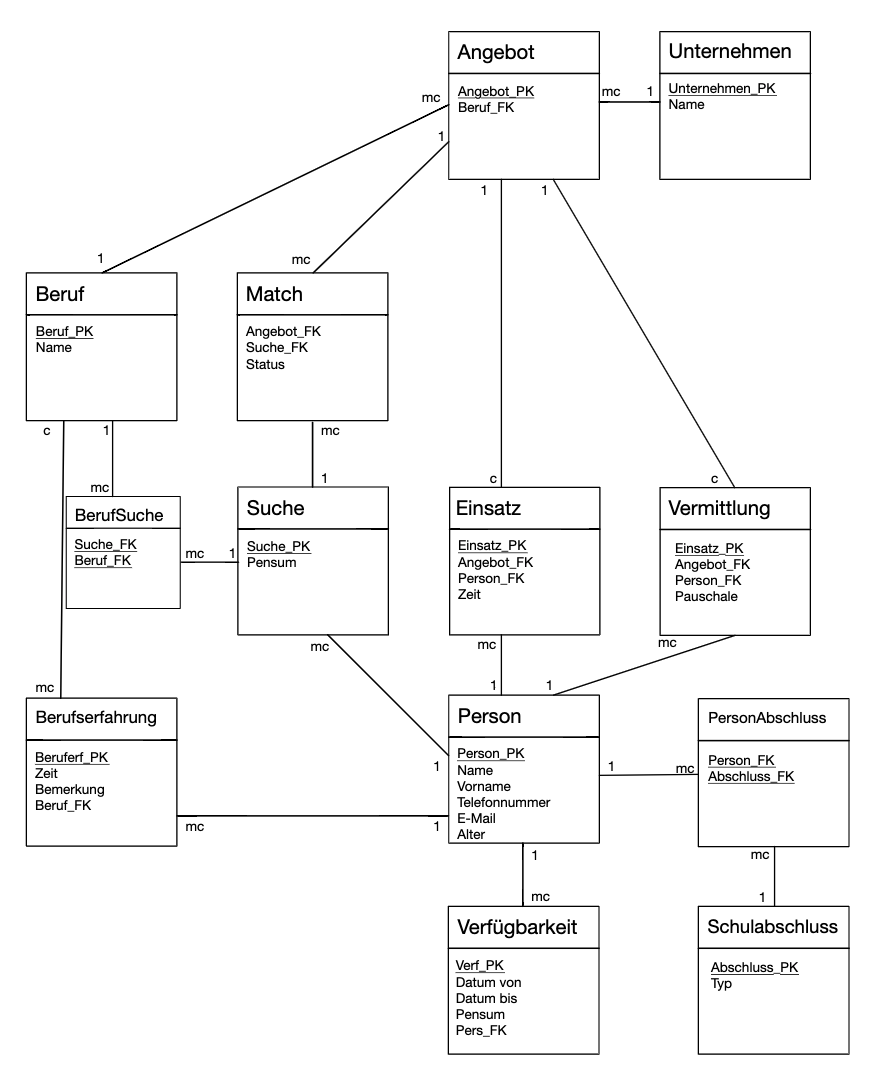 Angebot
Angebot_PK
Beruf_FK
Unternehmen
Unternehmen_PK
Name
mc
1
mc
1
1
1
1
mc
Beruf
Beruf_PK
Name
Match
Angebot_FK
Suche_FK
Status
c
1
mc
mc
1
c
c
BerufSuche
Suche_FK
Beruf_FK
mc
1
Suche
Suche_PK
Pensum
Einsatz
Einsatz_PK
Angebot_FK
Person_FK
Zeit
Vermittlung
Einsatz_PK
Angebot_FK
Person_FK
Pauschale
mc
mc
mc
mc
1
1
Berufserfahrung
Beruferf_PK
Zeit
Bemerkung
Beruf_FK
Person
Person_PK
Name
Vorname
Telefonnummer
E-Mail
Alter
PersonAbschluss
Person_FK
Abschluss_FK
1
1
mc
mc
1
1
mc
mc
1
Verfügbarkeit
Verf_PK
Datum von
Datum bis
Pensum
Pers_FK
Schulabschluss
Abschluss_PK
Typ